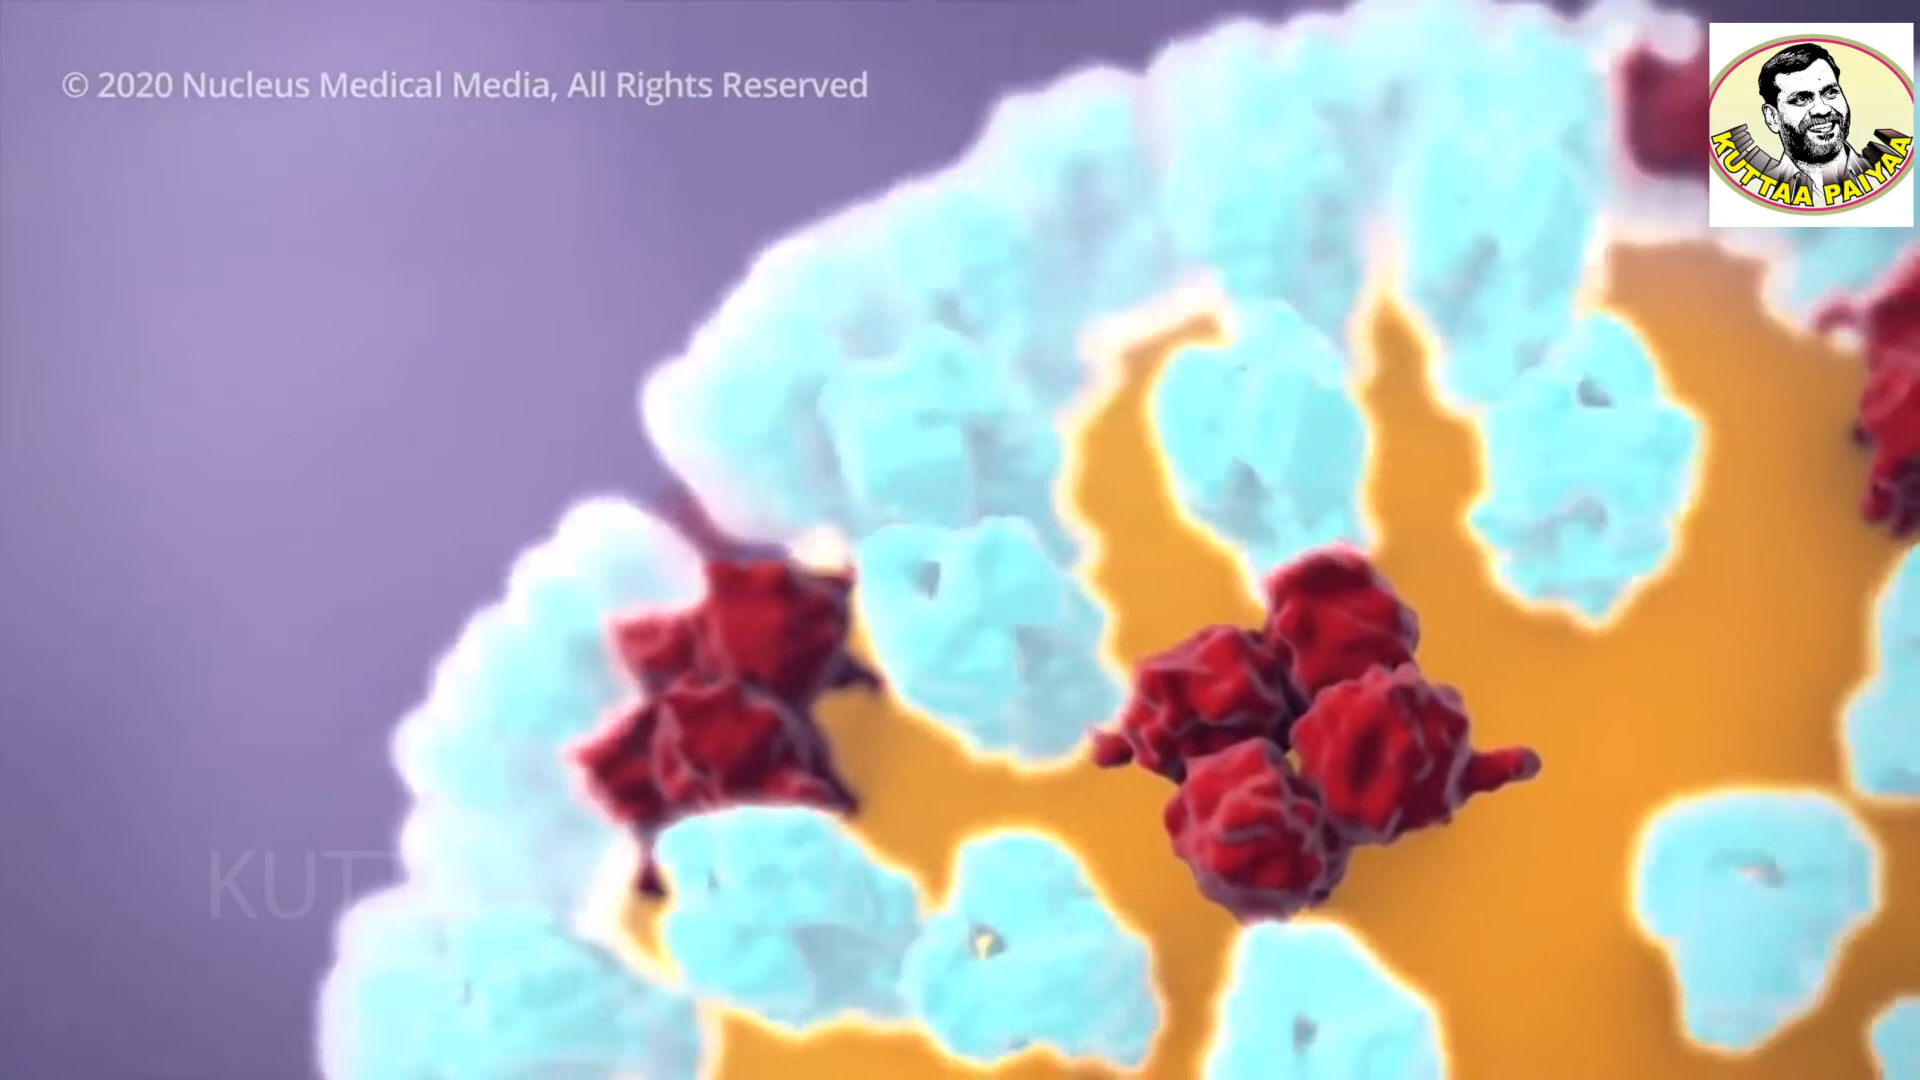 © 2020 Nucleus Medical Media, All Rights Reserved
KUTTAA PAIYAA